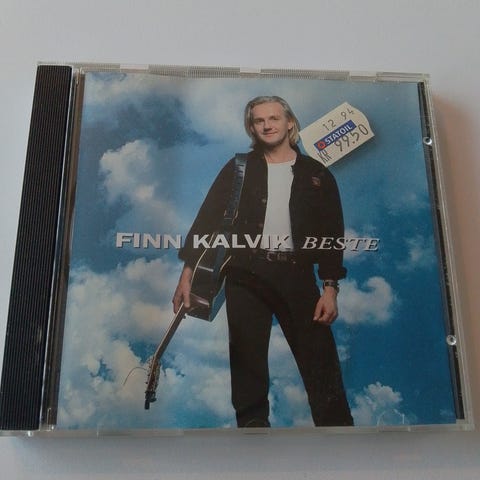 12 94
STATOIL
KR 99.50
FINN KALVIK BESTE